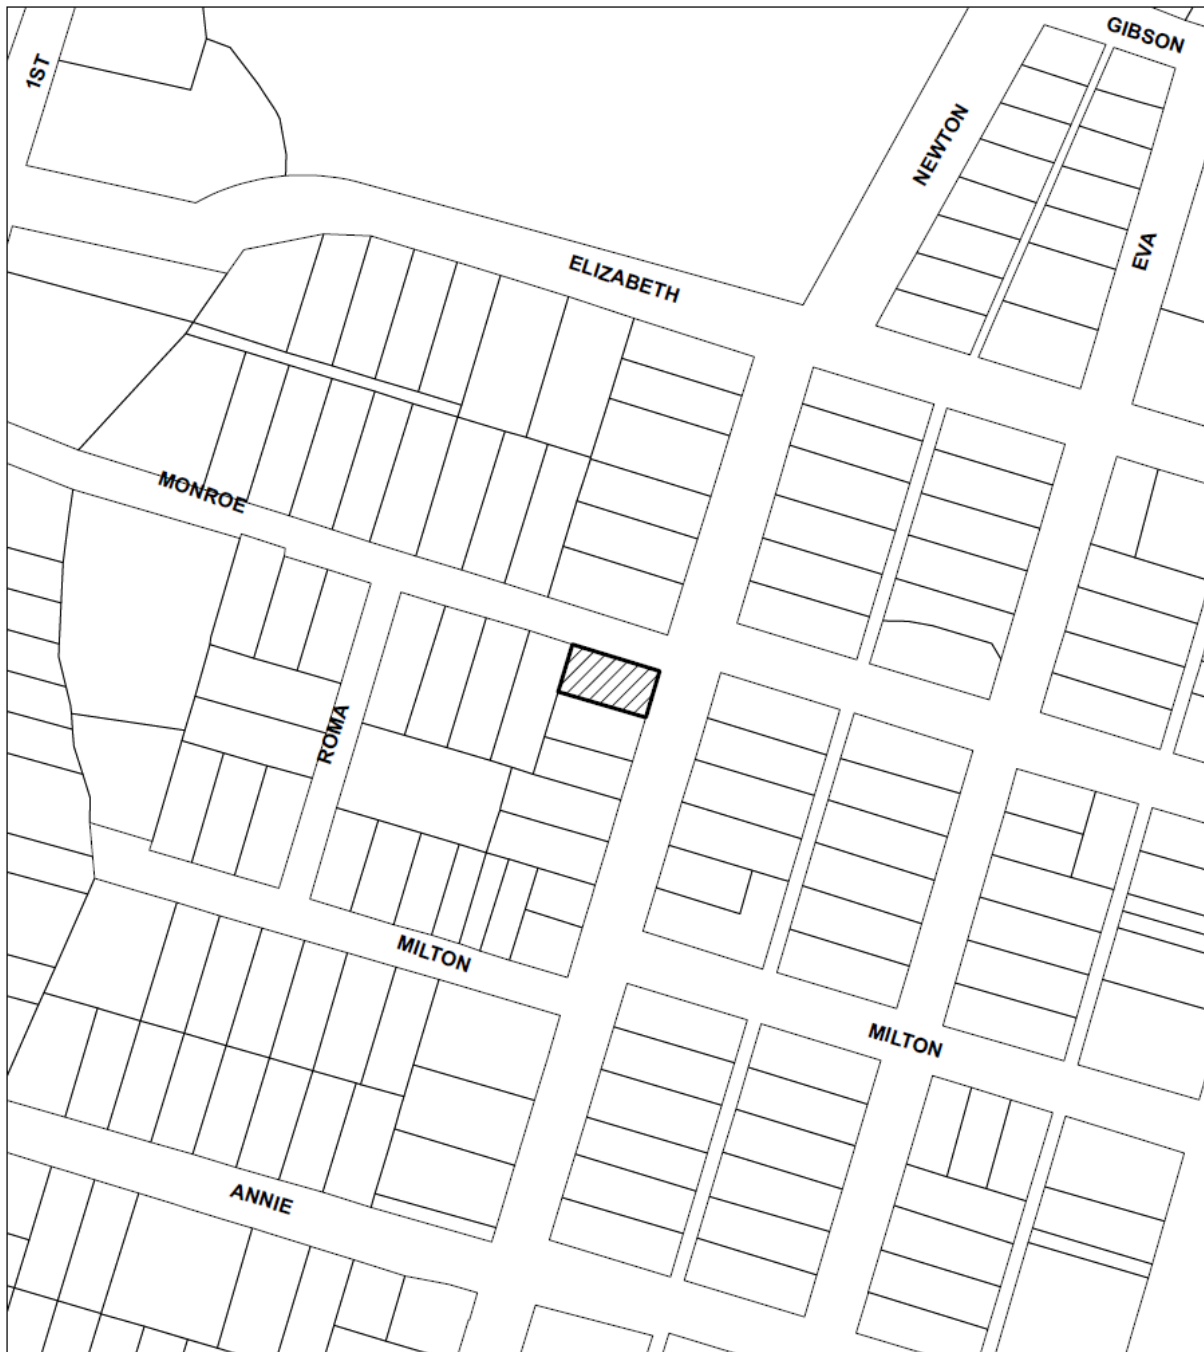 GIBSON
1ST
NEWTON
EVA
ELIZABETH
MONROE
ROMA
MILTON
MILTON
ANNIE